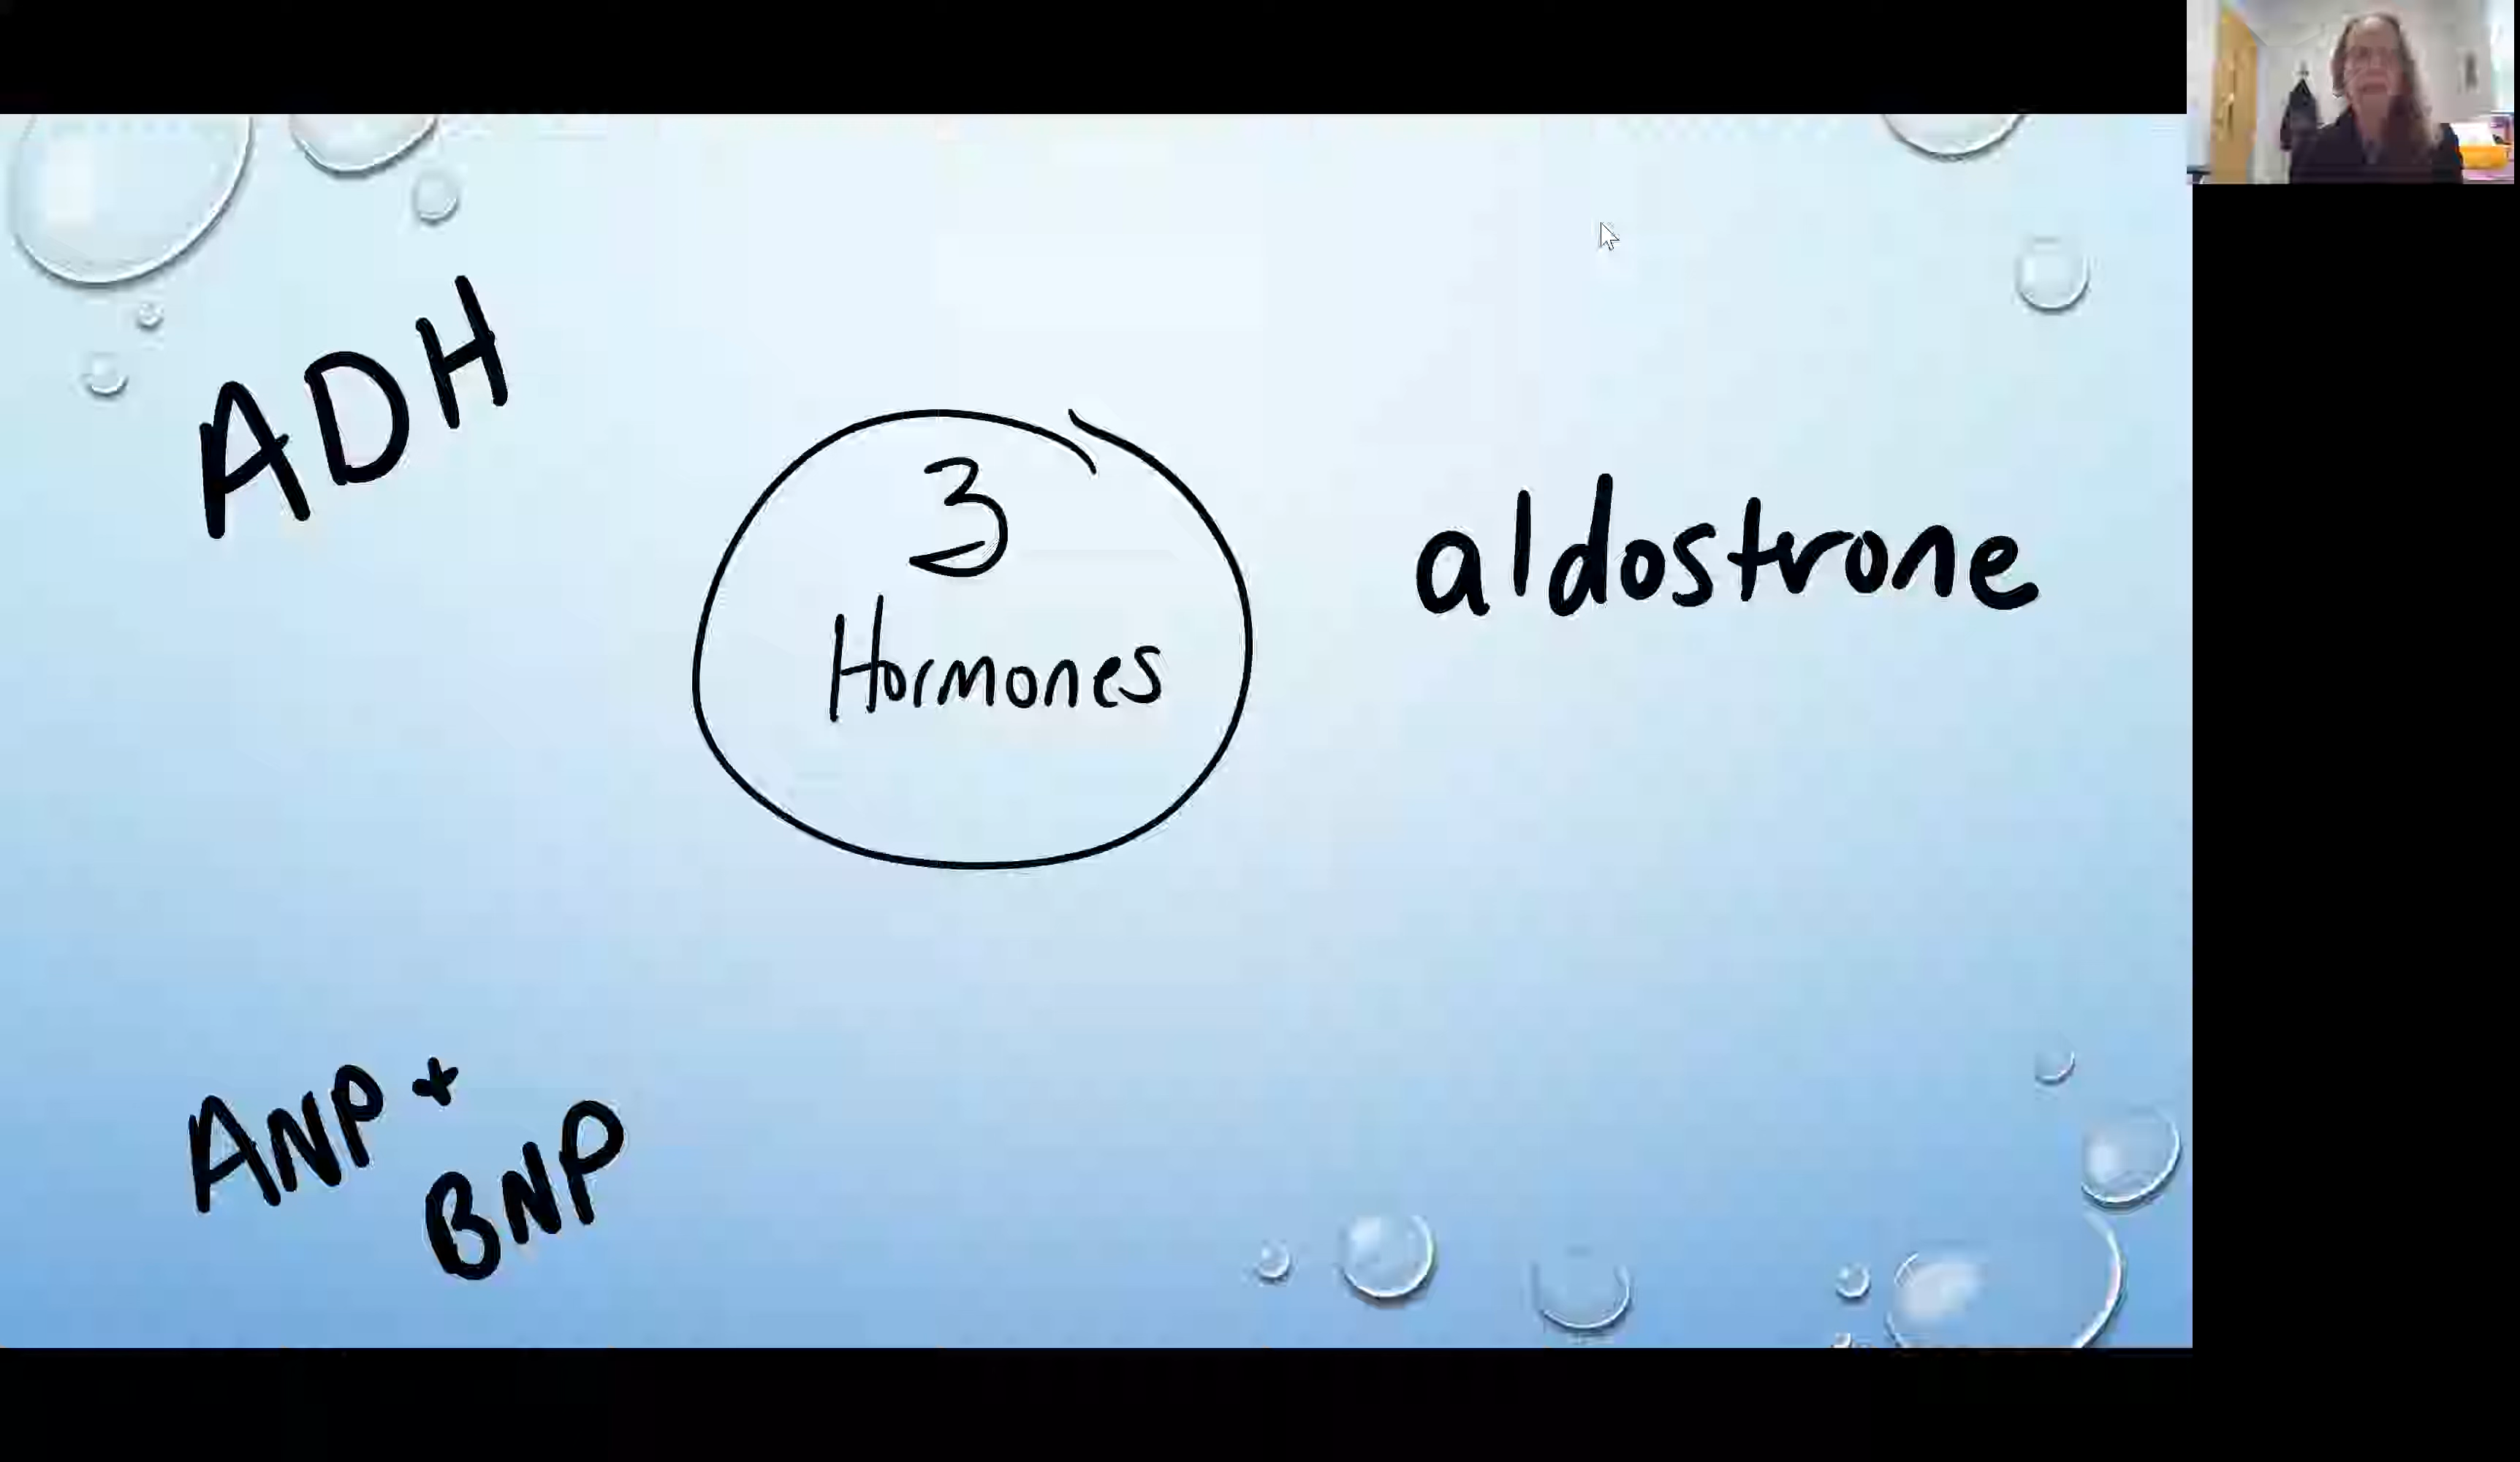 ADH
3
Hormones
aldostrone
ANP +
BNP